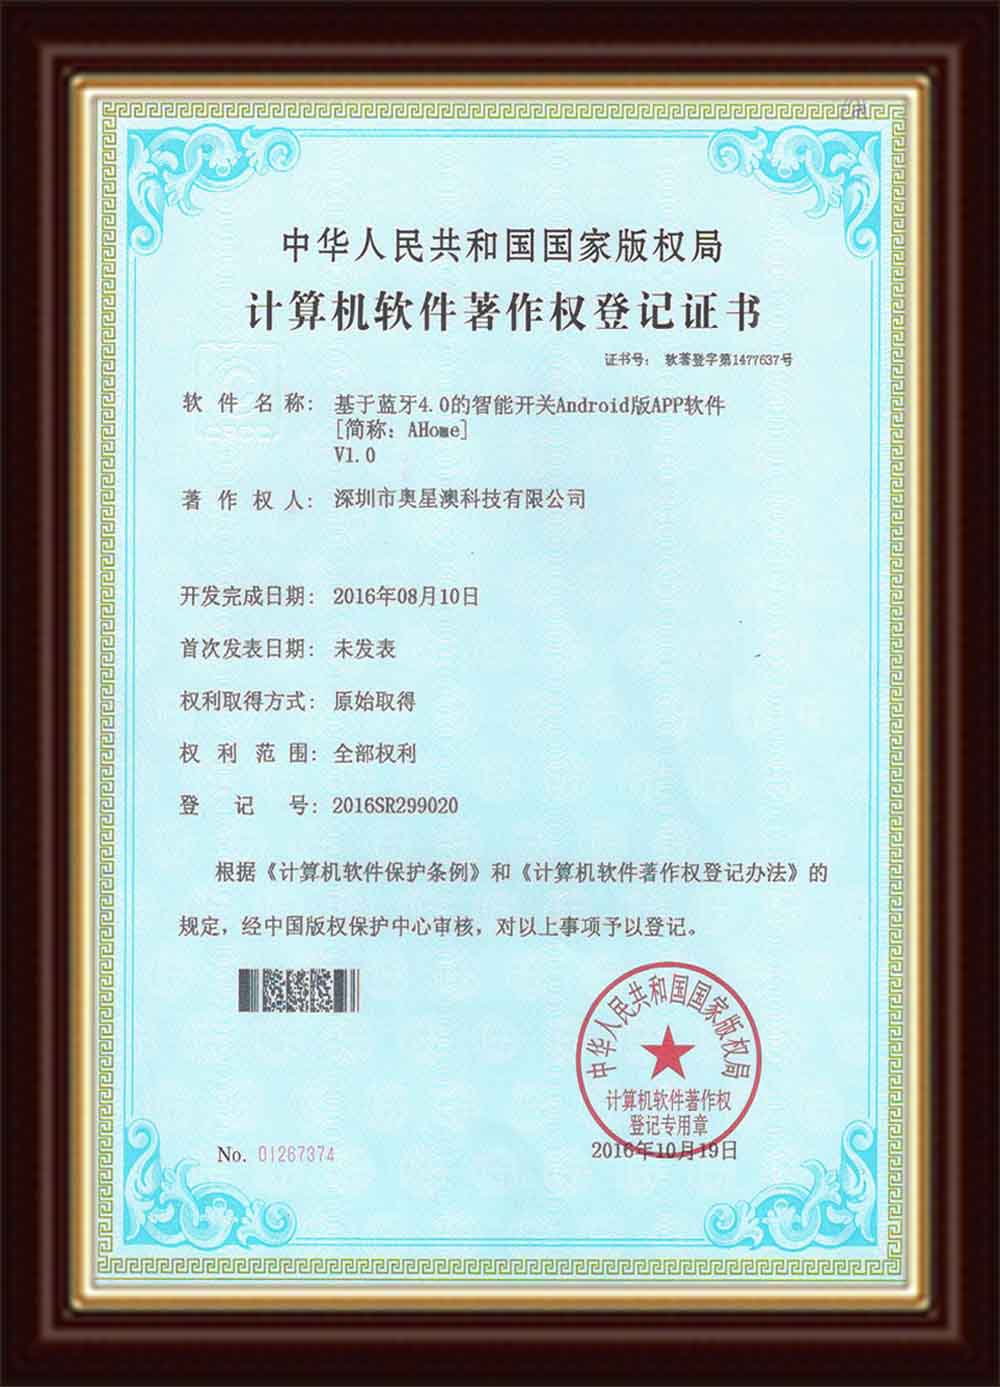 中华人民共和国国家版权局
计算机软件著作权登记证书
证书号： 软著登字第1477637号
软件名称： 基于蓝牙4.0的智能开关Android版APP软件
[简称：AHome]
V1.0
著作权人： 深圳市奥星澳科技有限公司
开发完成日期： 2016年08月10日
首次发表日期： 未发表
权利取得方式： 原始取得
权利范围： 全部权利
登记号： 2016SR299020
根据《计算机软件保护条例》和《计算机软件著作权登记办法》的
规定，经中国版权保护中心审核，对以上事项予以登记。
中华人民共和国国家版权局
计算机软件著作权
登记专用章
2016年10月19日
No. 01267374